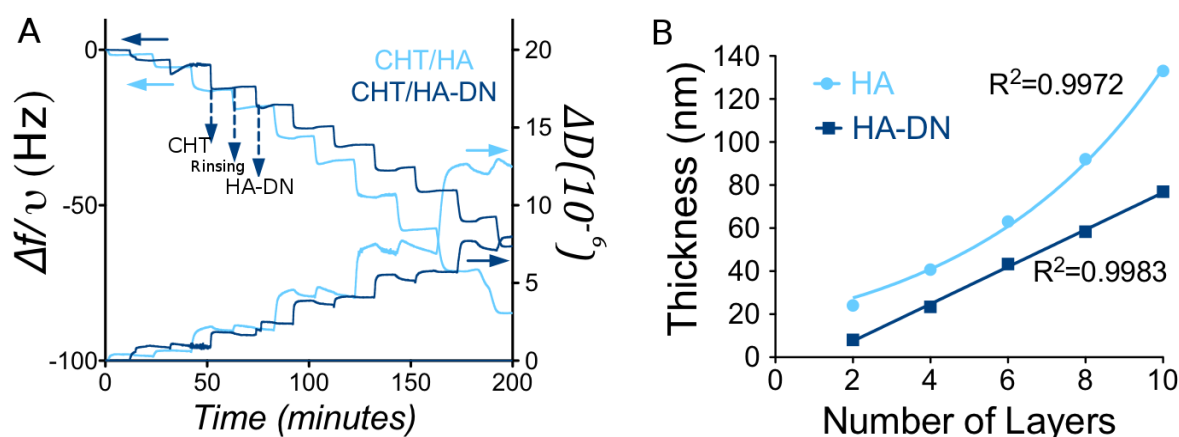 A
Δf/υ (Hz)
0
-50
-100
CHT/HA
CHT/HA-DN
CHT
Rinsing
HA-DN
20
15
10
5
0
ΔD(10⁻⁶)
0
50
100
150
200
Time (minutes)
B
Thickness (nm)
140
120
100
80
60
40
20
0
HA
HA-DN
R²=0.9972
R²=0.9983
0
2
4
6
8
10
Number of Layers